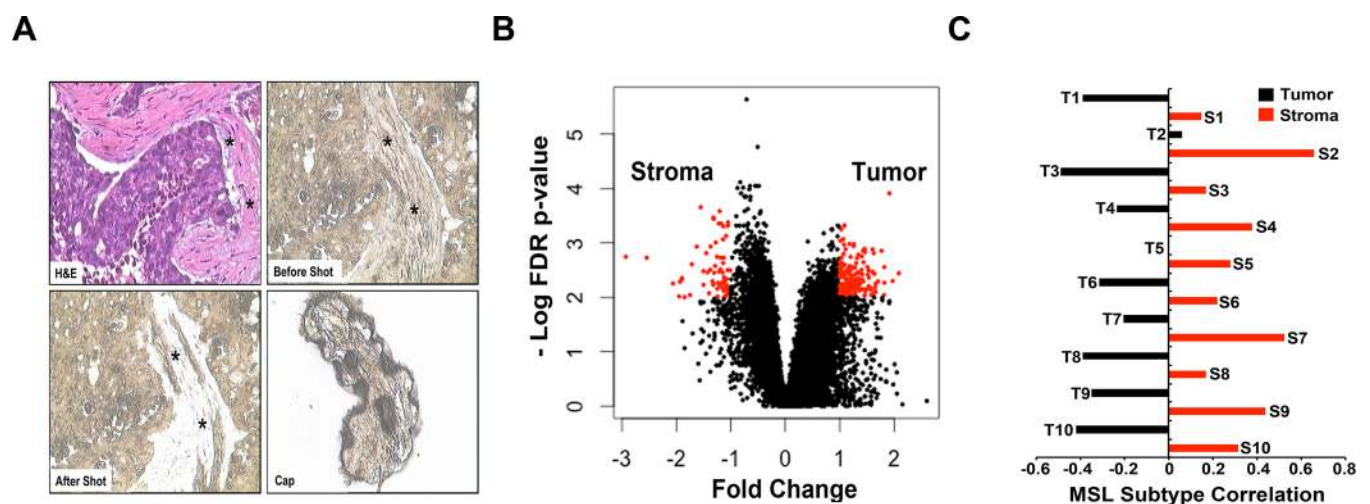 A
B
C
*
*
H&E
*
*
Before Shot
*
*
After Shot
Cap
- Log FDR p-value
5
4
3
2
1
0
Stroma
Tumor
-3
-2
-1
0
1
2
Fold Change
Tumor
Stroma
T1
S1
T2
S2
T3
S3
T4
S4
T5
S5
T6
S6
T7
S7
T8
S8
T9
S9
T10
S10
-0.6
-0.4
-0.2
0
0.2
0.4
0.6
0.8
MSL Subtype Correlation